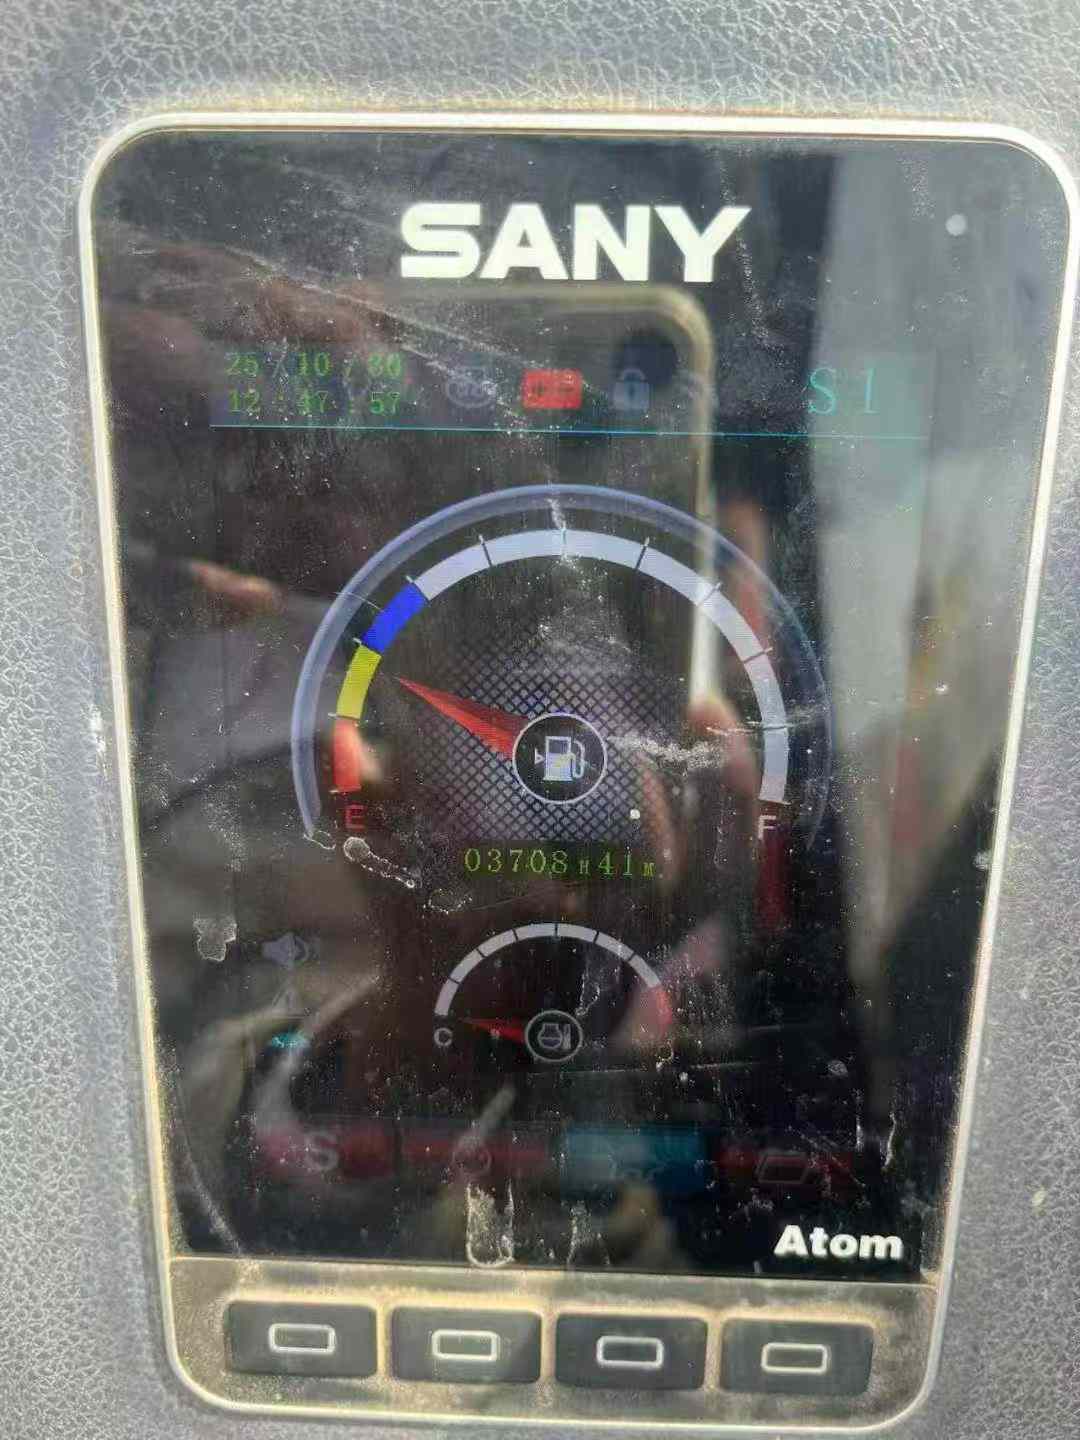 SANY
25 / 10 / 30
12 : 47 : 57
S1
E
F
03708 H 41 M
C
S
Atom